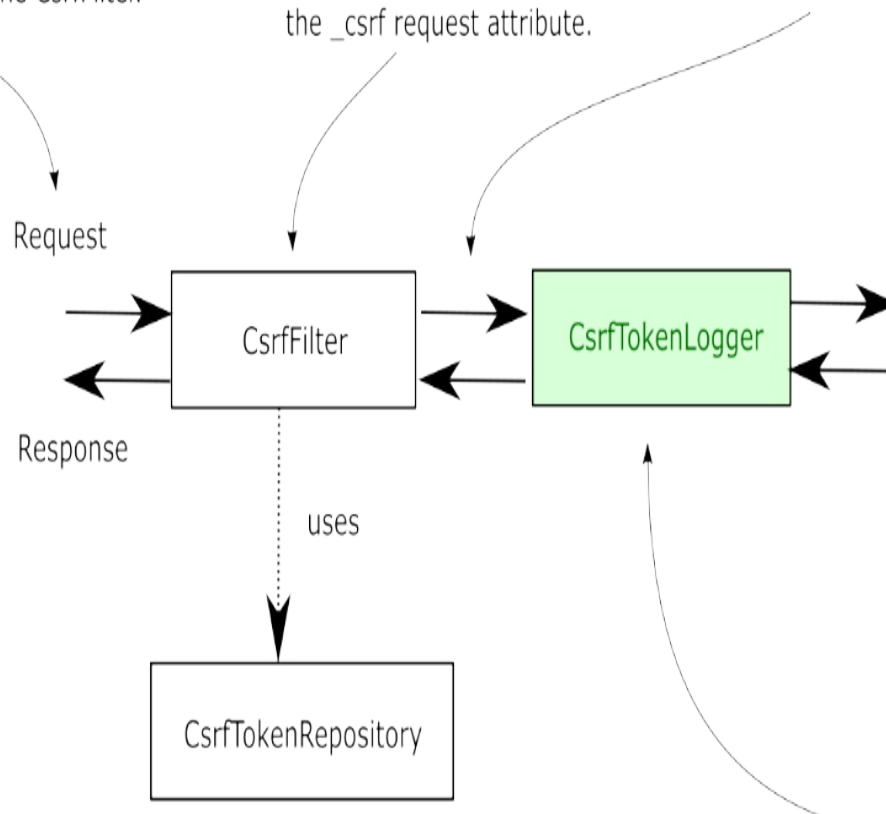 the _csrf request attribute.
Request
CsrfFilter
CsrfTokenLogger
Response
uses
CsrfTokenRepository